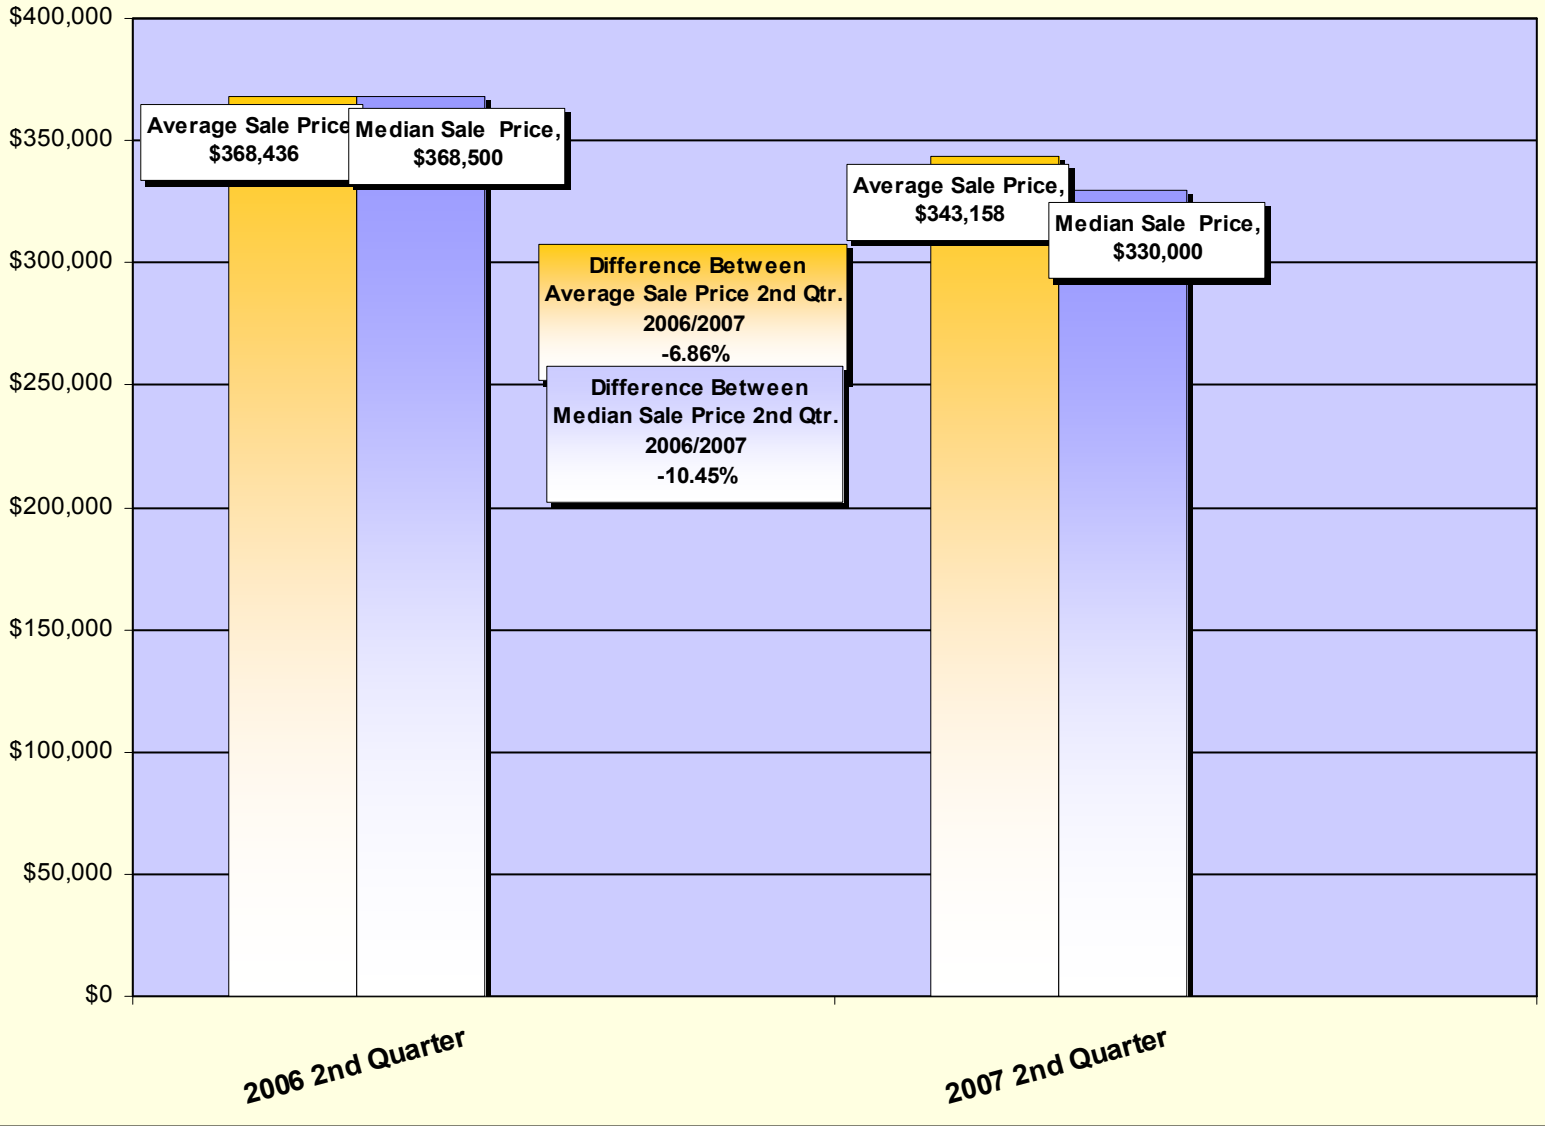 $400,000
$350,000
$300,000
$250,000
$200,000
$150,000
$100,000
$50,000
$0
Average Sale Price
$368,436
Median Sale Price,
$368,500
Difference Between
Average Sale Price 2nd Qtr.
2006/2007
-6.86%
Difference Between
Median Sale Price 2nd Qtr.
2006/2007
-10.45%
Average Sale Price,
$343,158
Median Sale Price,
$330,000
2006 2nd Quarter
2007 2nd Quarter